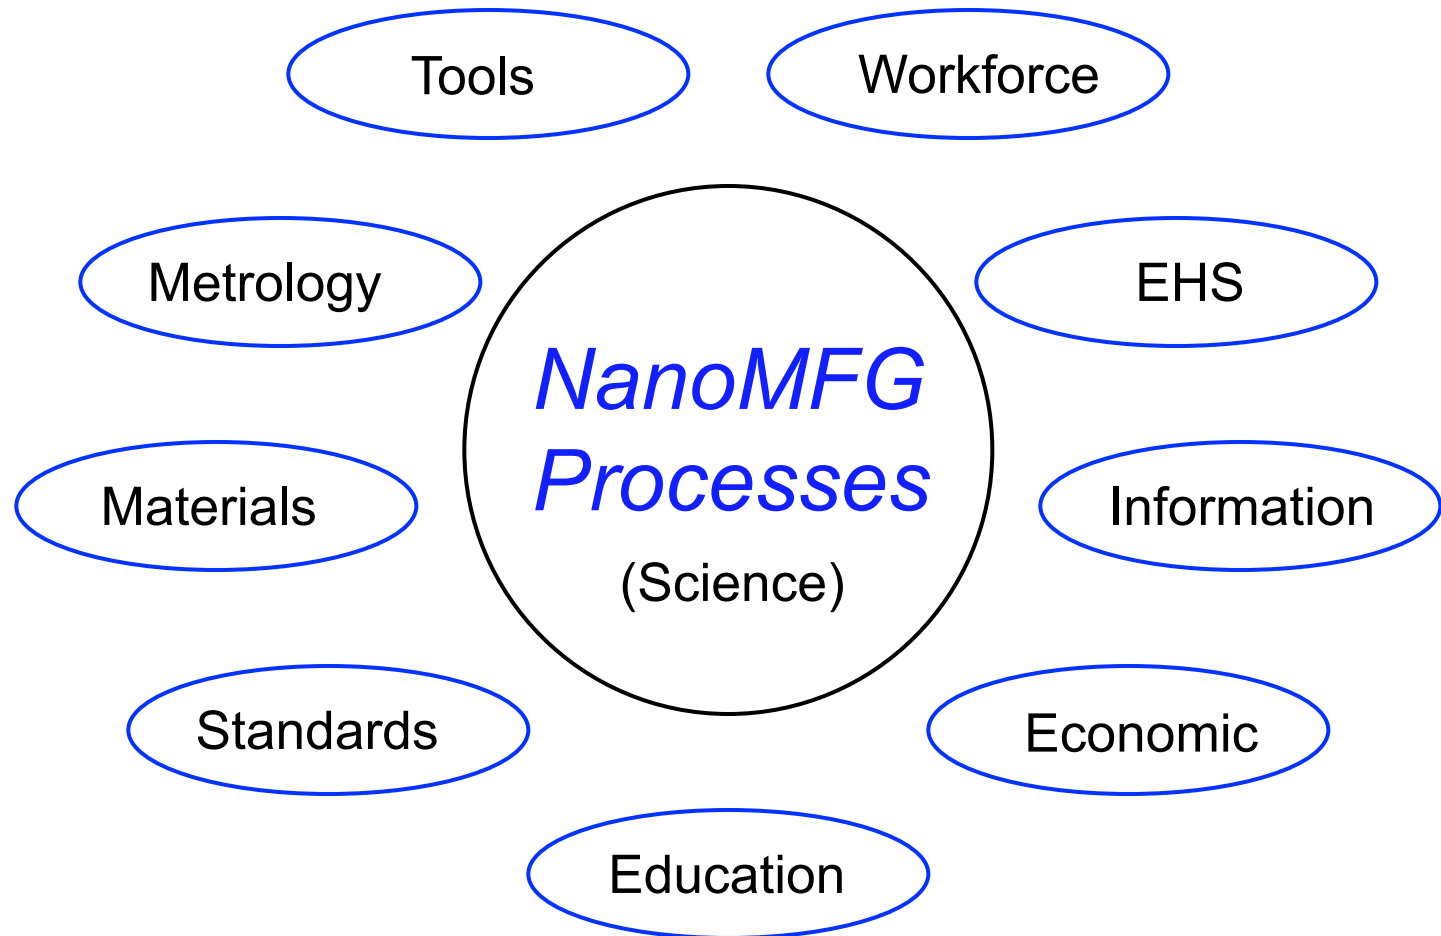 Tools
Workforce
Metrology
EHS
NanoMFG
Processes
(Science)
Materials
Information
Standards
Economic
Education